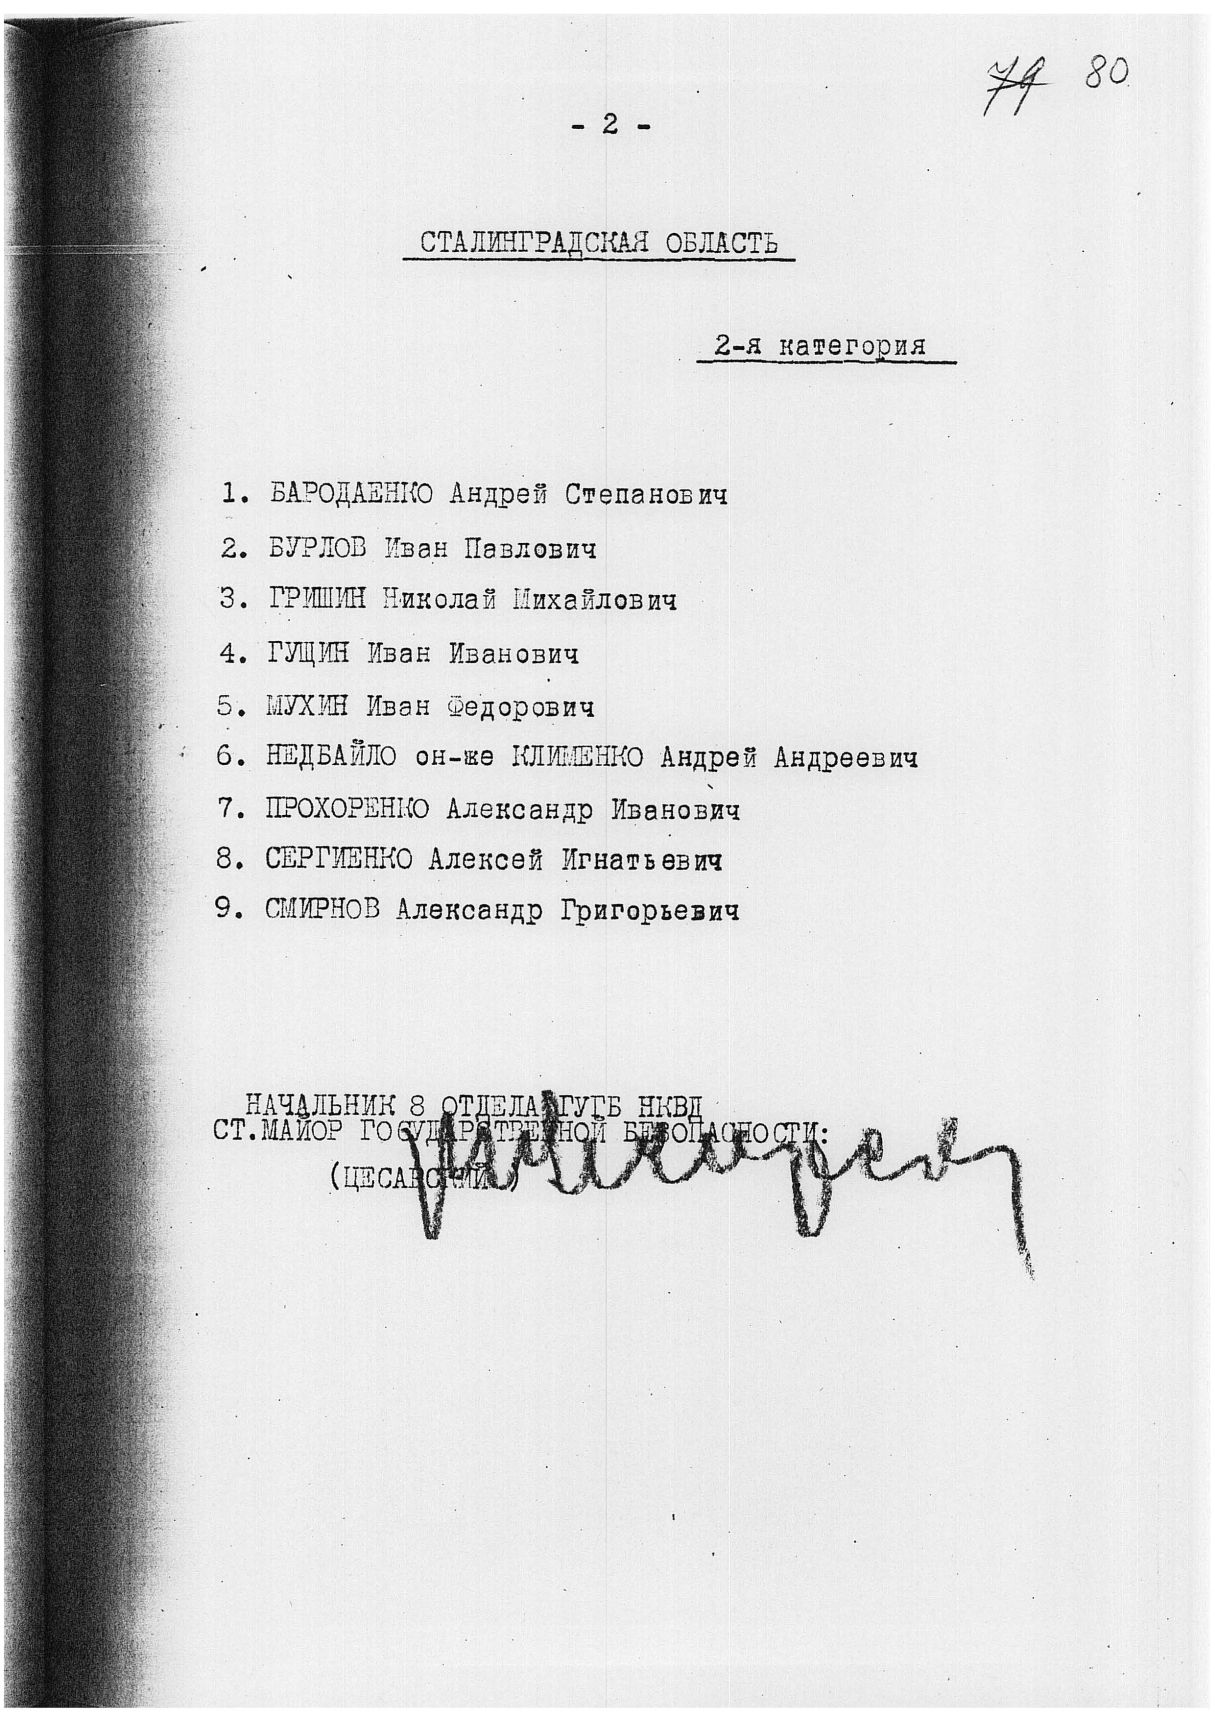 79 80
- 2 -
СТАЛИНГРАДСКАЯ ОБЛАСТЬ
2-я категория
1. БАРОДАЕНКО Андрей Степанович
2. БУРЛОВ Иван Павлович
3. ГРИШИН Николай Михайлович
4. ГУЩИН Иван Иванович
5. МУХИН Иван Федорович
6. НЕДБАЙЛО он-же КЛИМЕНКО Андрей Андреевич
7. ПРОХОРЕНКО Александр Иванович
8. СЕРГИЕНКО Алексей Игнатьевич
9. СМИРНОВ Александр Григорьевич
НАЧАЛЬНИК 8 ОТДЕЛА ГУГБ НКВД
СТ.МАЙОР ГОСУДАРСТВЕННОЙ БЕЗОПАСНОСТИ:
(ЦЕСАРСКИЙ)